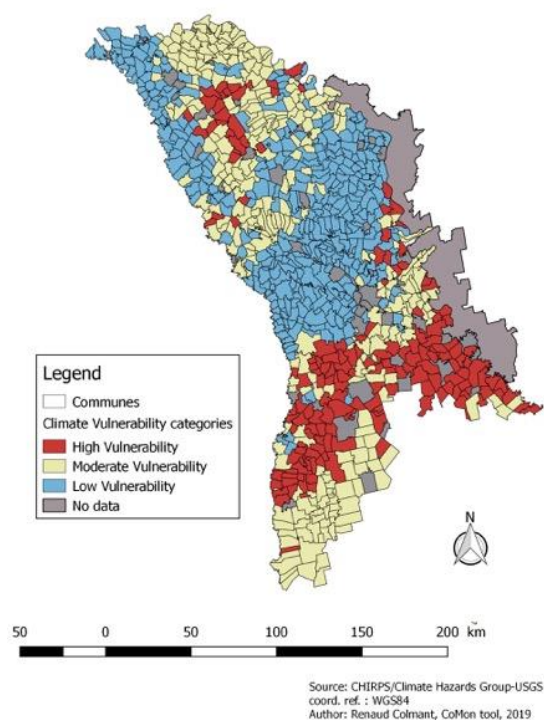 Legend
Communes
Climate Vulnerability categories
High Vulnerability
Moderate Vulnerability
Low Vulnerability
No data
N
50 0 50 100 150 200 km
Source: CHIRPS/Climate Hazards Group-USGS
coord. ref. : WGS84
Author: Renaud Colmant, CoMon tool, 2019